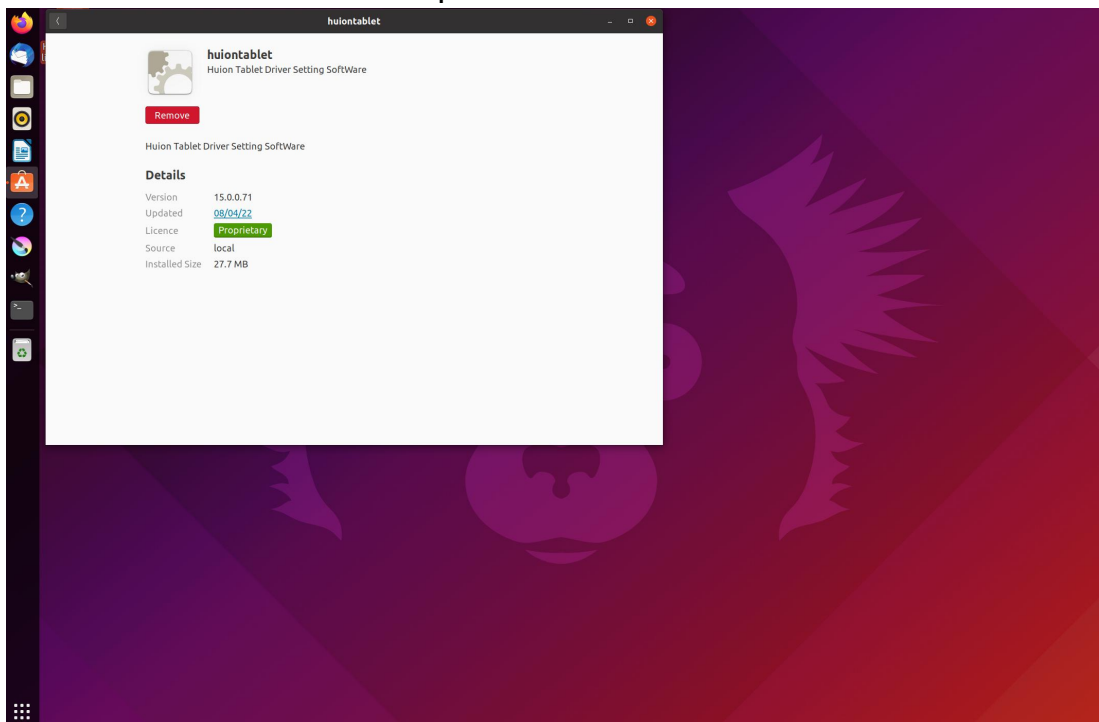 huiontablet
huiontablet
Huion Tablet Driver Setting SoftWare
Remove
Huion Tablet Driver Setting SoftWare
Details
Version 15.0.0.71
Updated 08/04/22
Licence Proprietary
Source local
Installed Size 27.7 MB